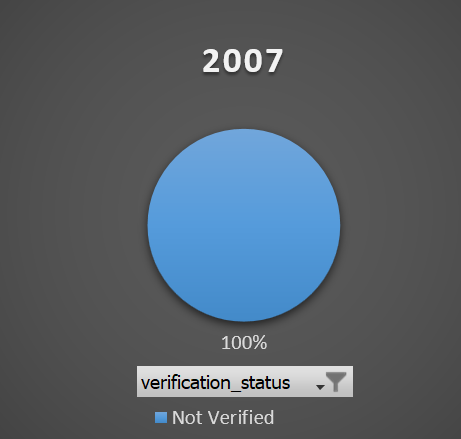 2007
100%
verification_status
Not Verified